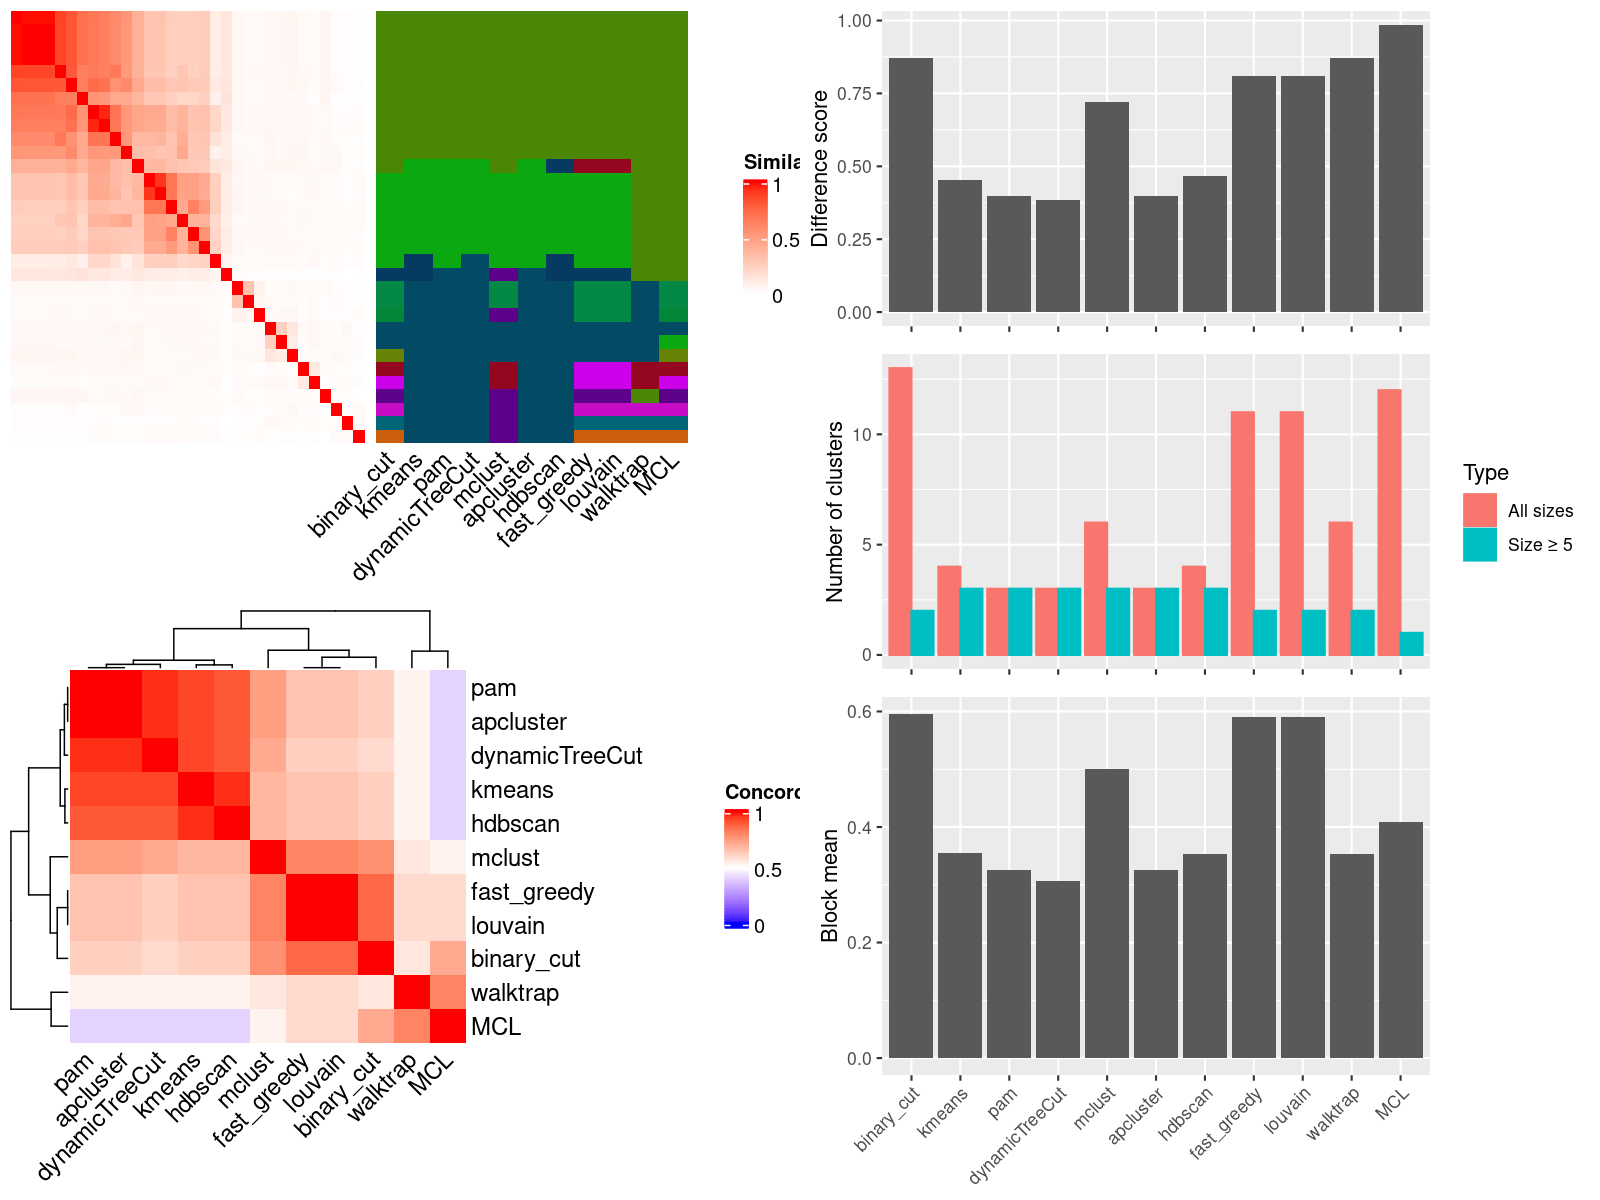 Simila
1
0.5
0
binary_cut
kmeans
pam
dynamicTreeCut
mclust
apcluster
hdbscan
fast_greedy
louvain
walktrap
MCL
pam
apcluster
dynamicTreeCut
kmeans
hdbscan
mclust
fast_greedy
louvain
binary_cut
walktrap
MCL
pam
apcluster
dynamicTreeCut
kmeans
hdbscan
mclust
fast_greedy
louvain
binary_cut
walktrap
MCL
Concord
1
0.5
0
Difference score
1.00
0.75
0.50
0.25
0.00
Number of clusters
10
5
0
Type
All sizes
Size ≥ 5
Block mean
0.6
0.4
0.2
0.0
binary_cut
kmeans
pam
dynamicTreeCut
mclust
apcluster
hdbscan
fast_greedy
louvain
walktrap
MCL